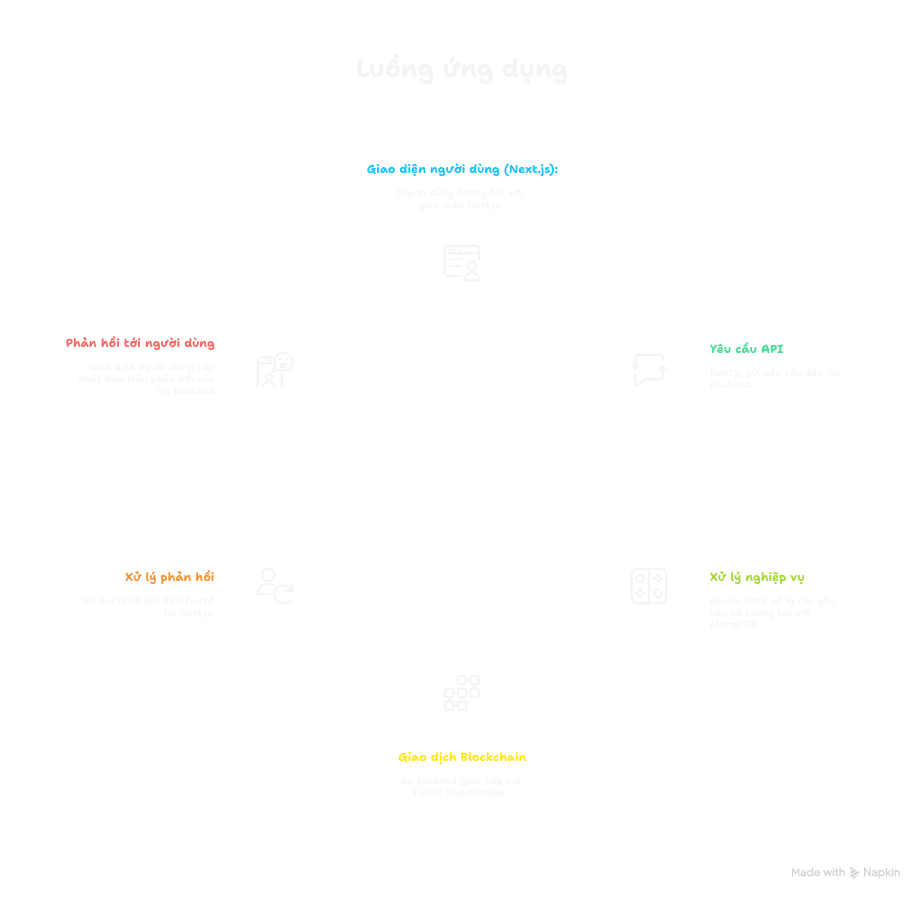 Luồng ứng dụng
Giao diện người dùng (Next.js):
Người dùng tương tác với
giao diện Next.js.
Yêu cầu API
Next.js gửi yêu cầu đến Go
backend.
Xử lý nghiệp vụ
Go backend xử lý các yêu
cầu và tương tác với
MongoDB.
Giao dịch Blockchain
Go backend giao tiếp với
Fabric Hyperledger.
Xử lý phản hồi
Go backend gửi dữ liệu trở
lại Next.js.
Phản hồi tới người dùng
Giao diện người dùng cập
nhật dựa trên phản hồi của
Go backend.
Made with Napkin